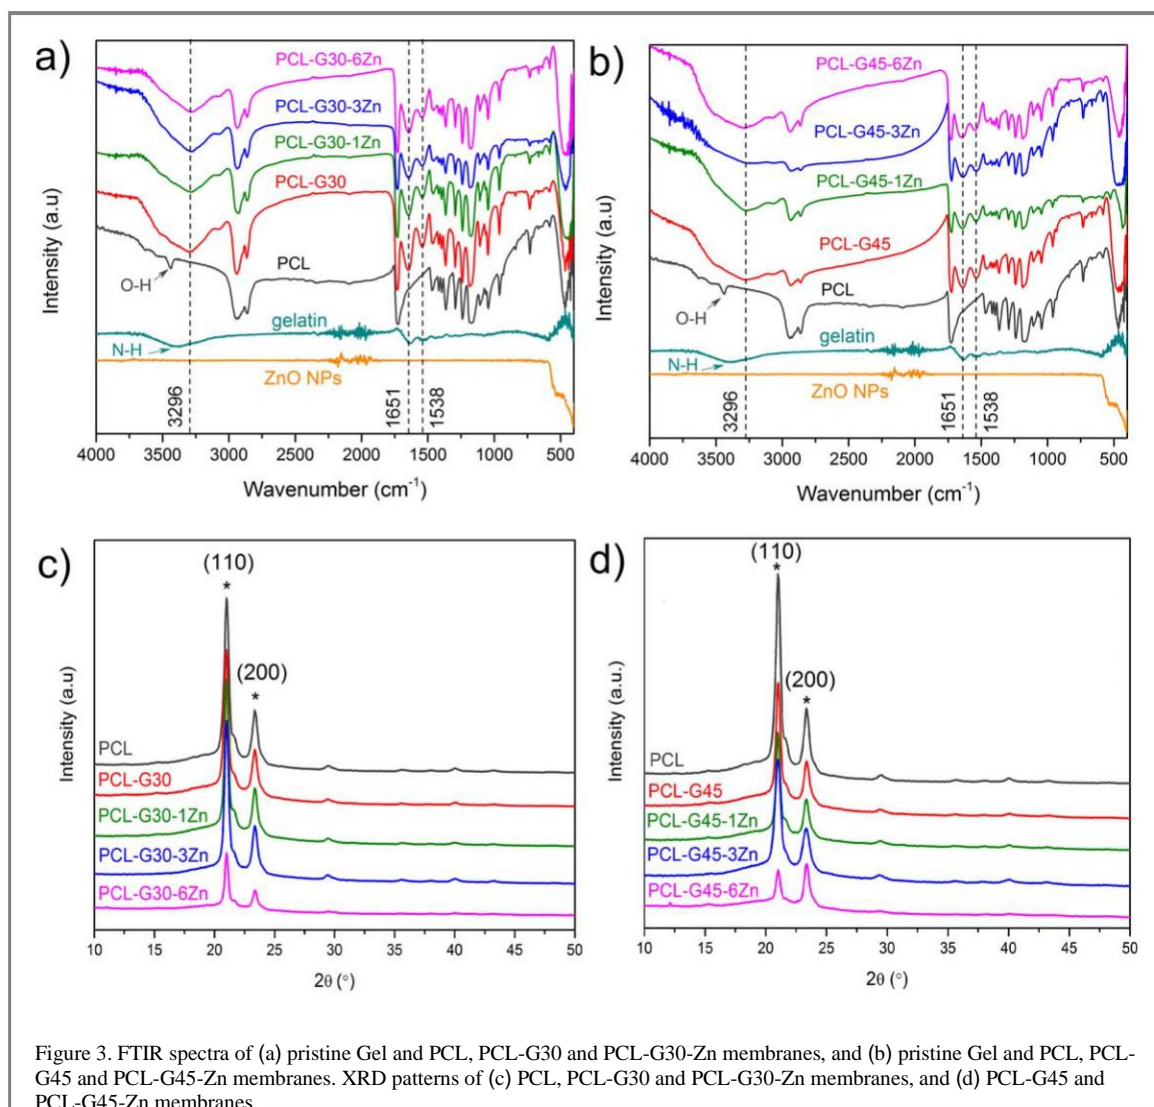 a)
PCL-G30-6Zn
PCL-G30-3Zn
PCL-G30-1Zn
PCL-G30
PCL
O-H
gelatin
N-H
ZnO NPs
3296
1651
1538
Intensity (a.u)
4000 3500 3000 2500 2000 1500 1000 500
Wavenumber (cm⁻¹)
b)
PCL-G45-6Zn
PCL-G45-3Zn
PCL-G45-1Zn
PCL-G45
PCL
O-H
gelatin
N-H
ZnO NPs
3296
1651
1538
Intensity (a.u)
4000 3500 3000 2500 2000 1500 1000 500
Wavenumber (cm⁻¹)
c)
(110)
*
(200)
*
PCL
PCL-G30
PCL-G30-1Zn
PCL-G30-3Zn
PCL-G30-6Zn
Intensity (a.u)
10 15 20 25 30 35 40 45 50
2θ (°)
d)
(110)
*
(200)
*
PCL
PCL-G45
PCL-G45-1Zn
PCL-G45-3Zn
PCL-G45-6Zn
Intensity (a.u.)
10 15 20 25 30 35 40 45 50
2θ (°)
Figure 3. FTIR spectra of (a) pristine Gel and PCL, PCL-G30 and PCL-G30-Zn membranes, and (b) pristine Gel and PCL, PCL-
G45 and PCL-G45-Zn membranes. XRD patterns of (c) PCL, PCL-G30 and PCL-G30-Zn membranes, and (d) PCL-G45 and
PCL-G45-Zn membranes